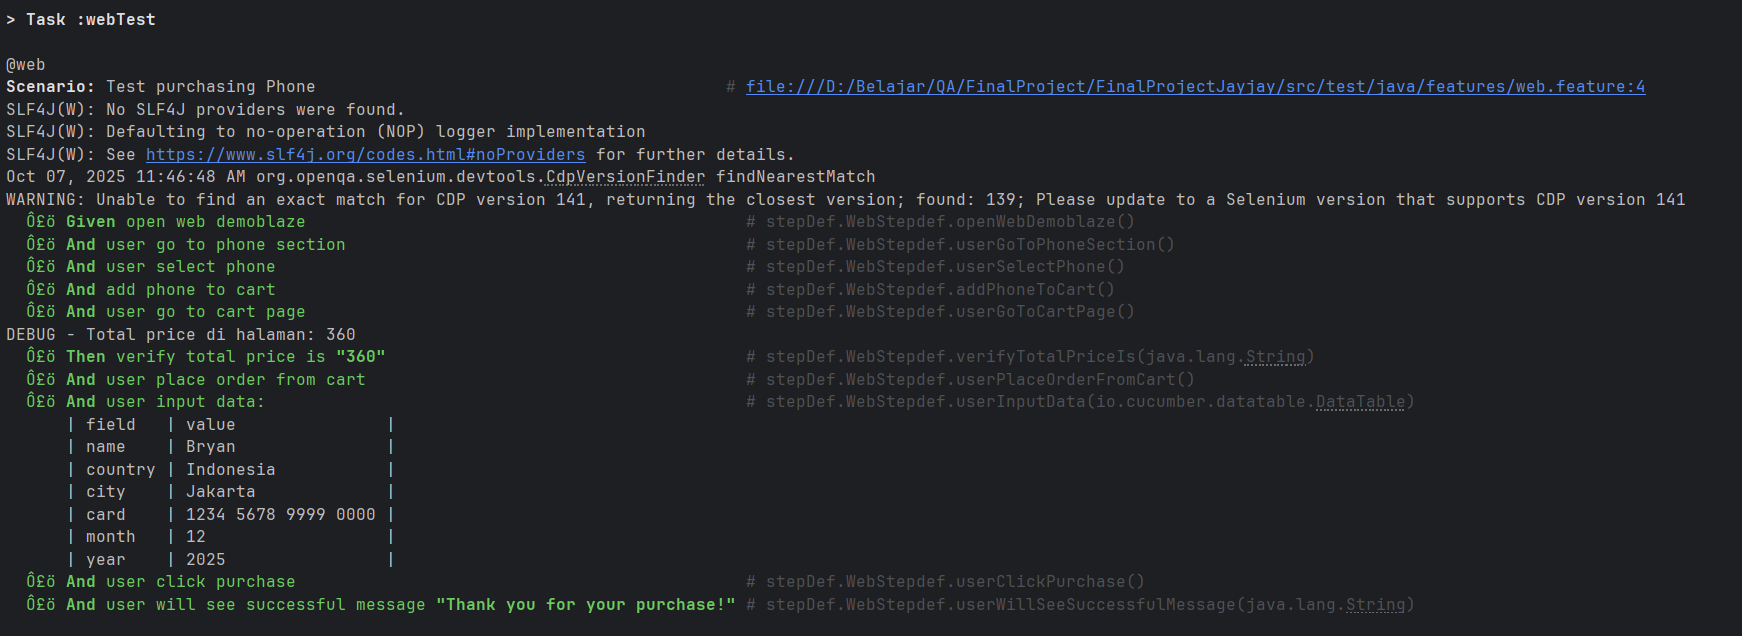 > Task :webTest
@web
Scenario: Test purchasing Phone # file:///D:/Belajar/QA/FinalProject/FinalProjectJayjay/src/test/java/features/web.feature:4
SLF4J(W): No SLF4J providers were found.
SLF4J(W): Defaulting to no-operation (NOP) logger implementation
SLF4J(W): See https://www.slf4j.org/codes.html#noProviders for further details.
Oct 07, 2025 11:46:48 AM org.openqa.selenium.devtools.CdpVersionFinder findNearestMatch
WARNING: Unable to find an exact match for CDP version 141, returning the closest version; found: 139; Please update to a Selenium version that supports CDP version 141
Ô£ö Given open web demoblaze # stepDef.WebStepdef.openWebDemoblaze()
Ô£ö And user go to phone section # stepDef.WebStepdef.userGoToPhoneSection()
Ô£ö And user select phone # stepDef.WebStepdef.userSelectPhone()
Ô£ö And add phone to cart # stepDef.WebStepdef.addPhoneToCart()
Ô£ö And user go to cart page # stepDef.WebStepdef.userGoToCartPage()
DEBUG - Total price di halaman: 360
Ô£ö Then verify total price is "360" # stepDef.WebStepdef.verifyTotalPriceIs(java.lang.String)
Ô£ö And user place order from cart # stepDef.WebStepdef.userPlaceOrderFromCart()
Ô£ö And user input data: # stepDef.WebStepdef.userInputData(io.cucumber.datatable.DataTable)
| field | value |
| name | Bryan |
| country | Indonesia |
| city | Jakarta |
| card | 1234 5678 9999 0000 |
| month | 12 |
| year | 2025 |
Ô£ö And user click purchase # stepDef.WebStepdef.userClickPurchase()
Ô£ö And user will see successful message "Thank you for your purchase!" # stepDef.WebStepdef.userWillSeeSuccessfulMessage(java.lang.String)